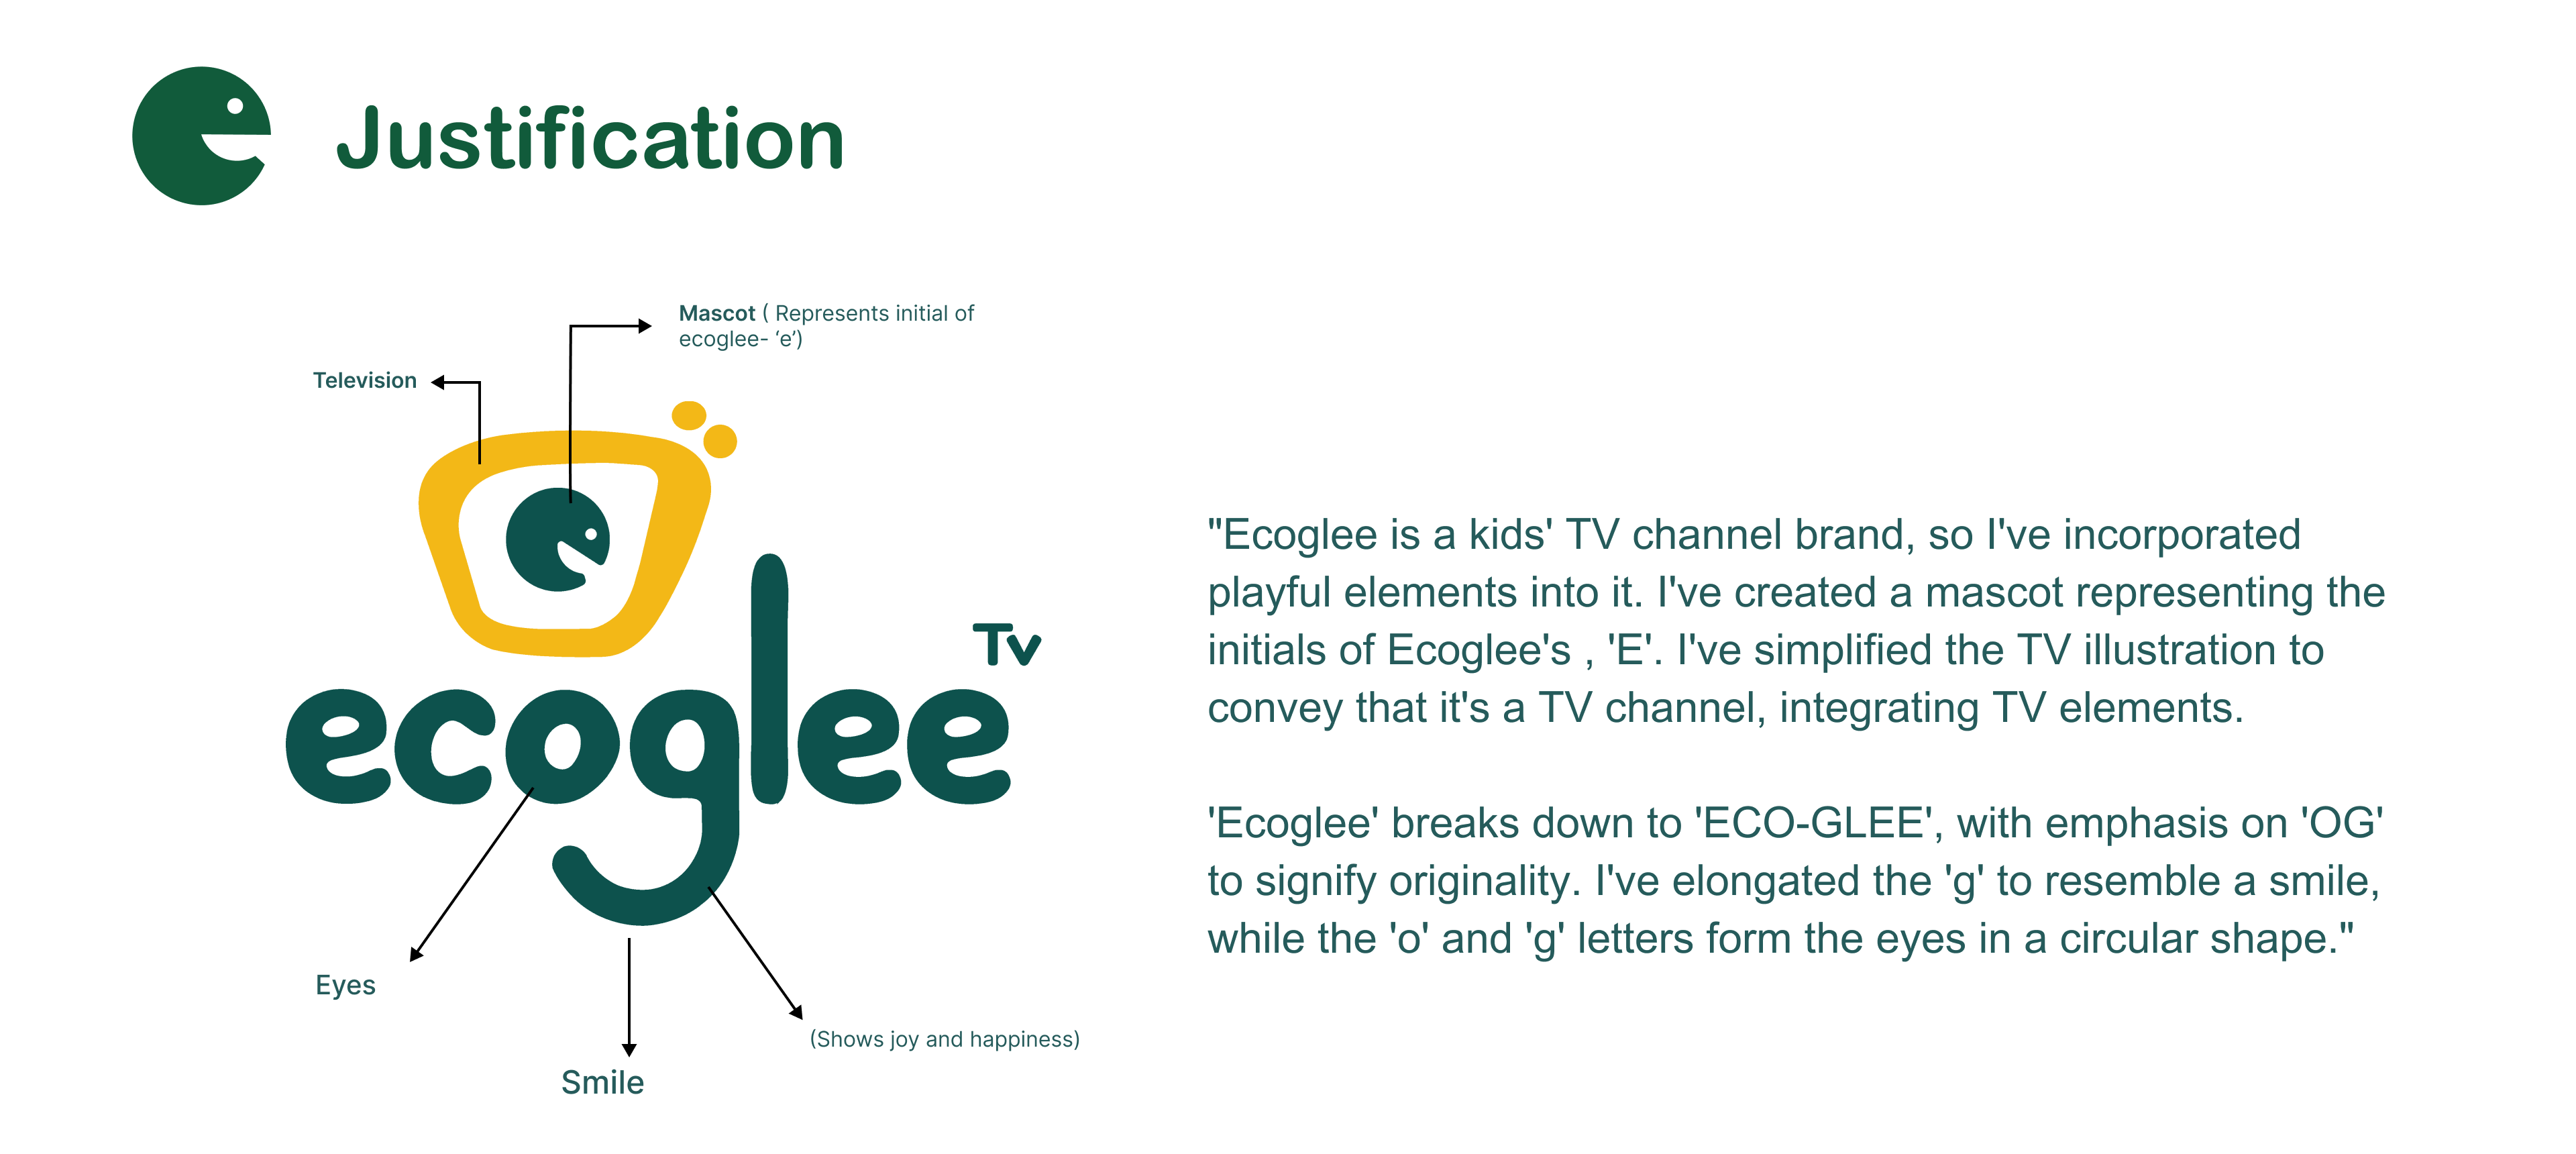 Justification
Mascot ( Represents initial of
ecoglee- ‘e’)
Television
Tv
ecoglee
Eyes
Smile
(Shows joy and happiness)
"Ecoglee is a kids' TV channel brand, so I've incorporated
playful elements into it. I've created a mascot representing the
initials of Ecoglee's , 'E'. I've simplified the TV illustration to
convey that it's a TV channel, integrating TV elements.
'Ecoglee' breaks down to 'ECO-GLEE', with emphasis on 'OG'
to signify originality. I've elongated the 'g' to resemble a smile,
while the 'o' and 'g' letters form the eyes in a circular shape."